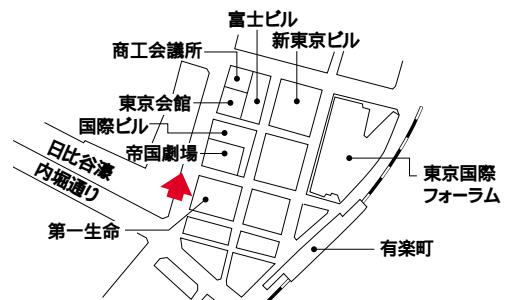 富士ビル
新東京ビル
商工会議所
東京会館
国際ビル
帝国劇場
日比谷濠
内堀通り
東京国際
フォーラム
第一生命
有楽町